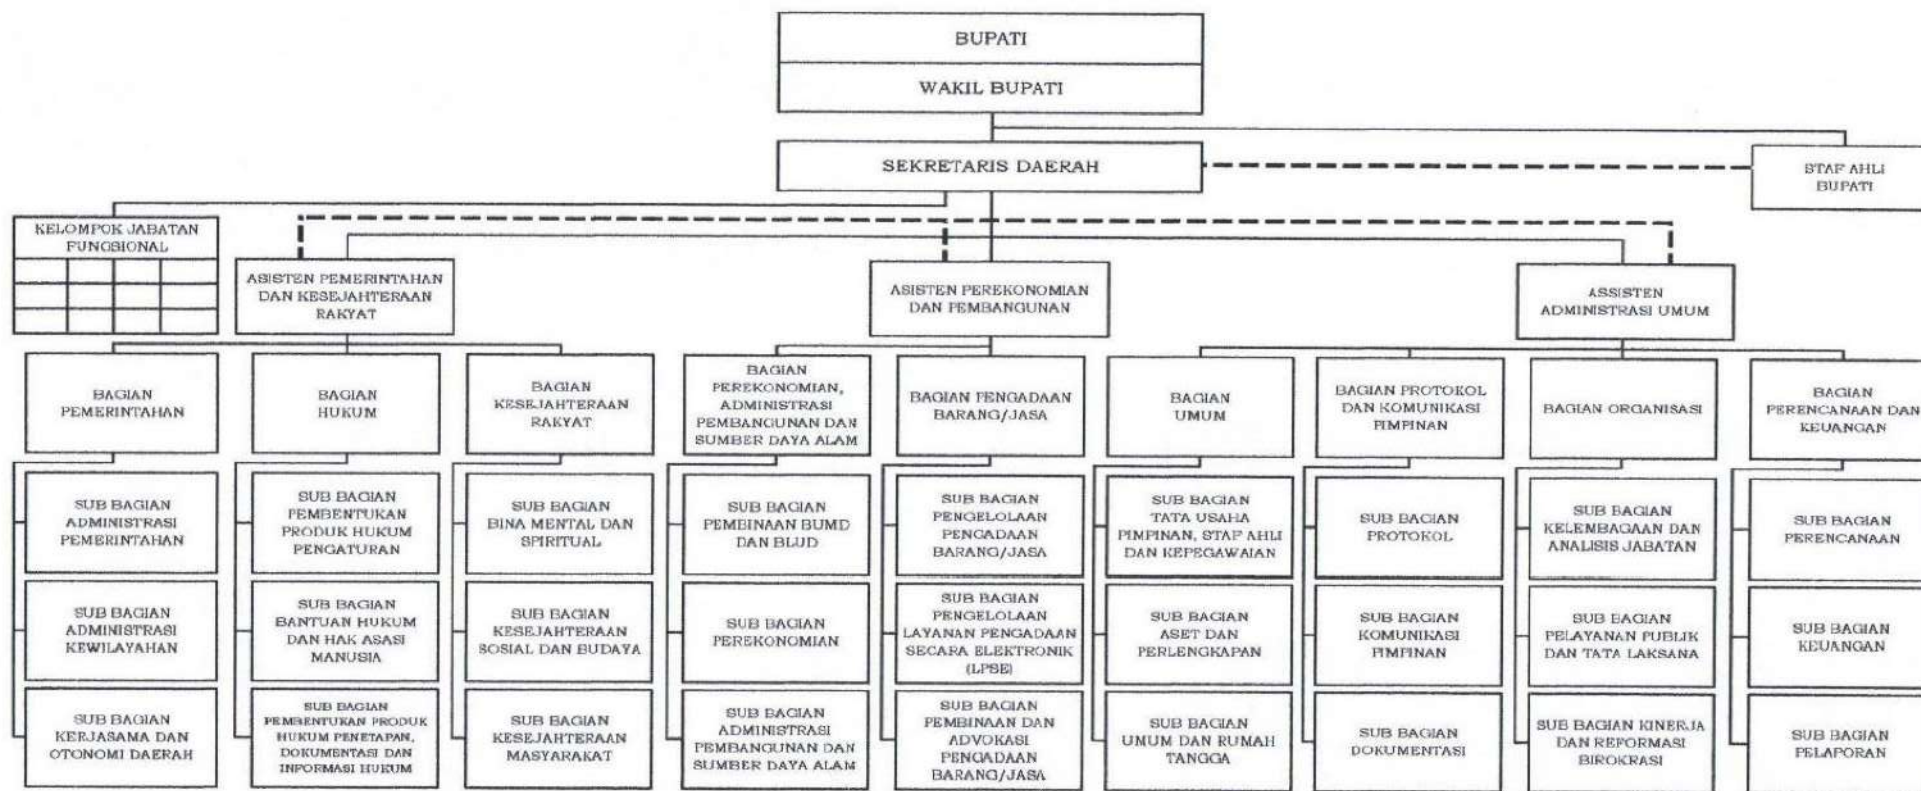 BUPATI
WAKIL BUPATI
SEKRETARIS DAERAH
STAF AHLI
BUPATI
KELOMPOK JABATAN
FUNGSIONAL
ASISTEN PEMERINTAHAN
DAN KESEJAHTERAAN
RAKYAT
ASISTEN PEREKONOMIAN
DAN PEMBANGUNAN
ASSISTEN
ADMINISTRASI UMUM
BAGIAN
PEMERINTAHAN
BAGIAN
HUKUM
BAGIAN
KESEJAHTERAAN
RAKYAT
BAGIAN
PEREKONOMIAN,
ADMINISTRASI
PEMBANGUNAN DAN
SUMBER DAYA ALAM
BAGIAN PENGADAAN
BARANG/JASA
BAGIAN
UMUM
BAGIAN PROTOKOL
DAN KOMUNIKASI
PIMPINAN
BAGIAN ORGANISASI
BAGIAN
PERENCANAAN DAN
KEUANGAN
SUB BAGIAN
ADMINISTRASI
PEMERINTAHAN
SUB BAGIAN
PEMBENTUKAN
PRODUK HUKUM
PENGATURAN
SUB BAGIAN
BINA MENTAL DAN
SPIRITUAL
SUB BAGIAN
PEMBINAAN BUMD
DAN BLUD
SUB BAGIAN
PENGELOLAAN
PENGADAAN
BARANG/JASA
SUB BAGIAN
TATA USAHA
PIMPINAN, STAF AHLI
DAN KEPEGAWAIAN
SUB BAGIAN
PROTOKOL
SUB BAGIAN
KELEMBAGAAN DAN
ANALISIS JABATAN
SUB BAGIAN
PERENCANAAN
SUB BAGIAN
ADMINISTRASI
KEWILAYAHAN
SUB BAGIAN
BANTUAN HUKUM
DAN HAK ASASI
MANUSIA
SUB BAGIAN
KESEJAHTERAAN
SOSIAL DAN BUDAYA
SUB BAGIAN
PEREKONOMIAN
SUB BAGIAN
PENGELOLAAN
LAYANAN PENGADAAN
SECARA ELEKTRONIK
(LPSE)
SUB BAGIAN
ASET DAN
PERLENGKAPAN
SUB BAGIAN
KOMUNIKASI
PIMPINAN
SUB BAGIAN
PELAYANAN PUBLIK
DAN TATA LAKSANA
SUB BAGIAN
KEUANGAN
SUB BAGIAN
KERJASAMA DAN
OTONOMI DAERAH
SUB BAGIAN
PEMBENTUKAN PRODUK
HUKUM PENETAPAN,
DOKUMENTASI DAN
INFORMASI HUKUM
SUB BAGIAN
KESEJAHTERAAN
MASYARAKAT
SUB BAGIAN
ADMINISTRASI
PEMBANGUNAN DAN
SUMBER DAYA ALAM
SUB BAGIAN
PEMBINAAN DAN
ADVOKASI
PENGADAAN
BARANG/JASA
SUB BAGIAN
UMUM DAN RUMAH
TANGGA
SUB BAGIAN
DOKUMENTASI
SUB BAGIAN KINERJA
DAN REFORMASI
BIROKRASI
SUB BAGIAN
PELAPORAN